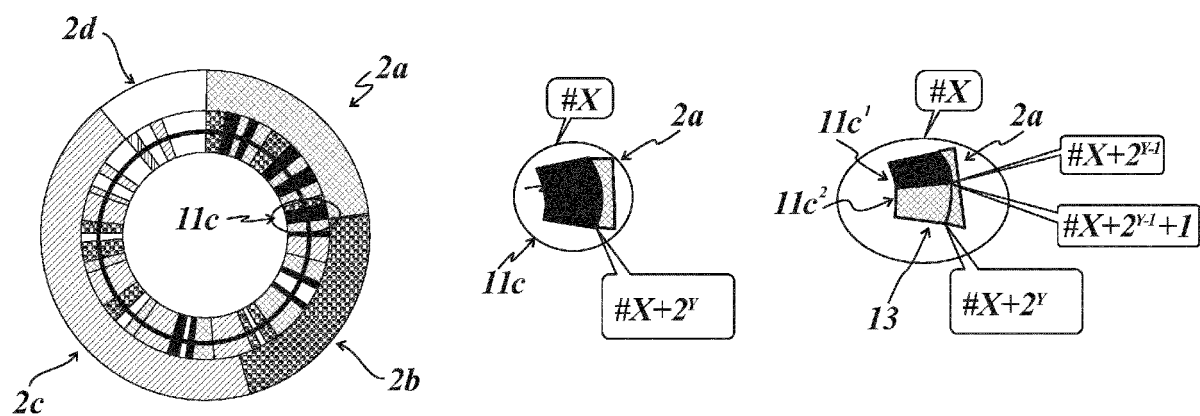 2d
2a
11c
2c
2b
#X
2a
11c
#X+2^Y
#X
11c^1
2a
#X+2^{Y-1}
11c^2
#X+2^{Y-1}+1
13
#X+2^Y